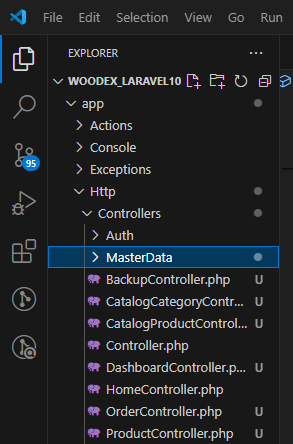 File Edit Selection View Go Run
EXPLORER ...
WOODEX_LARAVEL10
app
Actions
Console
Exceptions
Http
Controllers
Auth
MasterData
BackupController.php U
CatalogCategoryContr... U
CatalogProductControl... U
Controller.php
DashboardController.p... U
HomeController.php
OrderController.php U
ProductController.php U
95